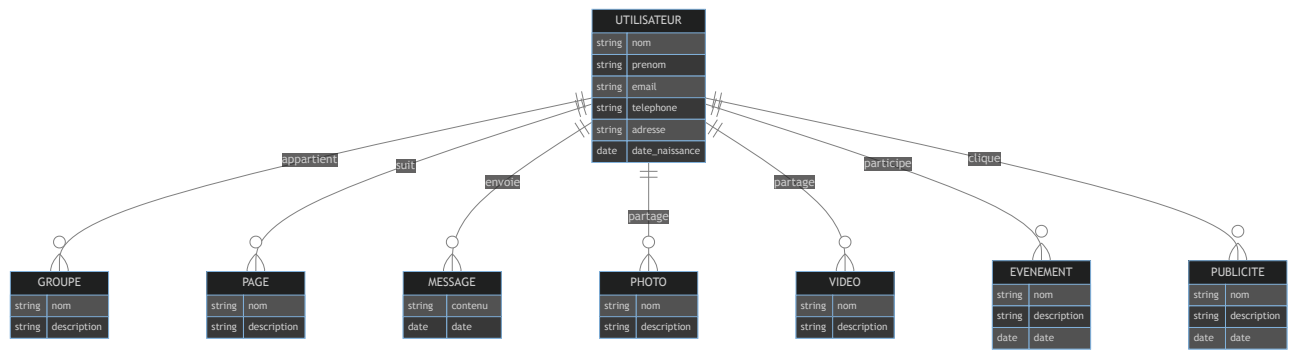 UTILISATEUR
string nom
string prenom
string email
string telephone
string adresse
date date_naissance
appartient
suit
envoie
partage
partage
participe
clique
GROUPE
string nom
string description
PAGE
string nom
string description
MESSAGE
string contenu
date date
PHOTO
string nom
string description
VIDEO
string nom
string description
EVENEMENT
string nom
string description
date date
PUBLICITE
string nom
string description
date date